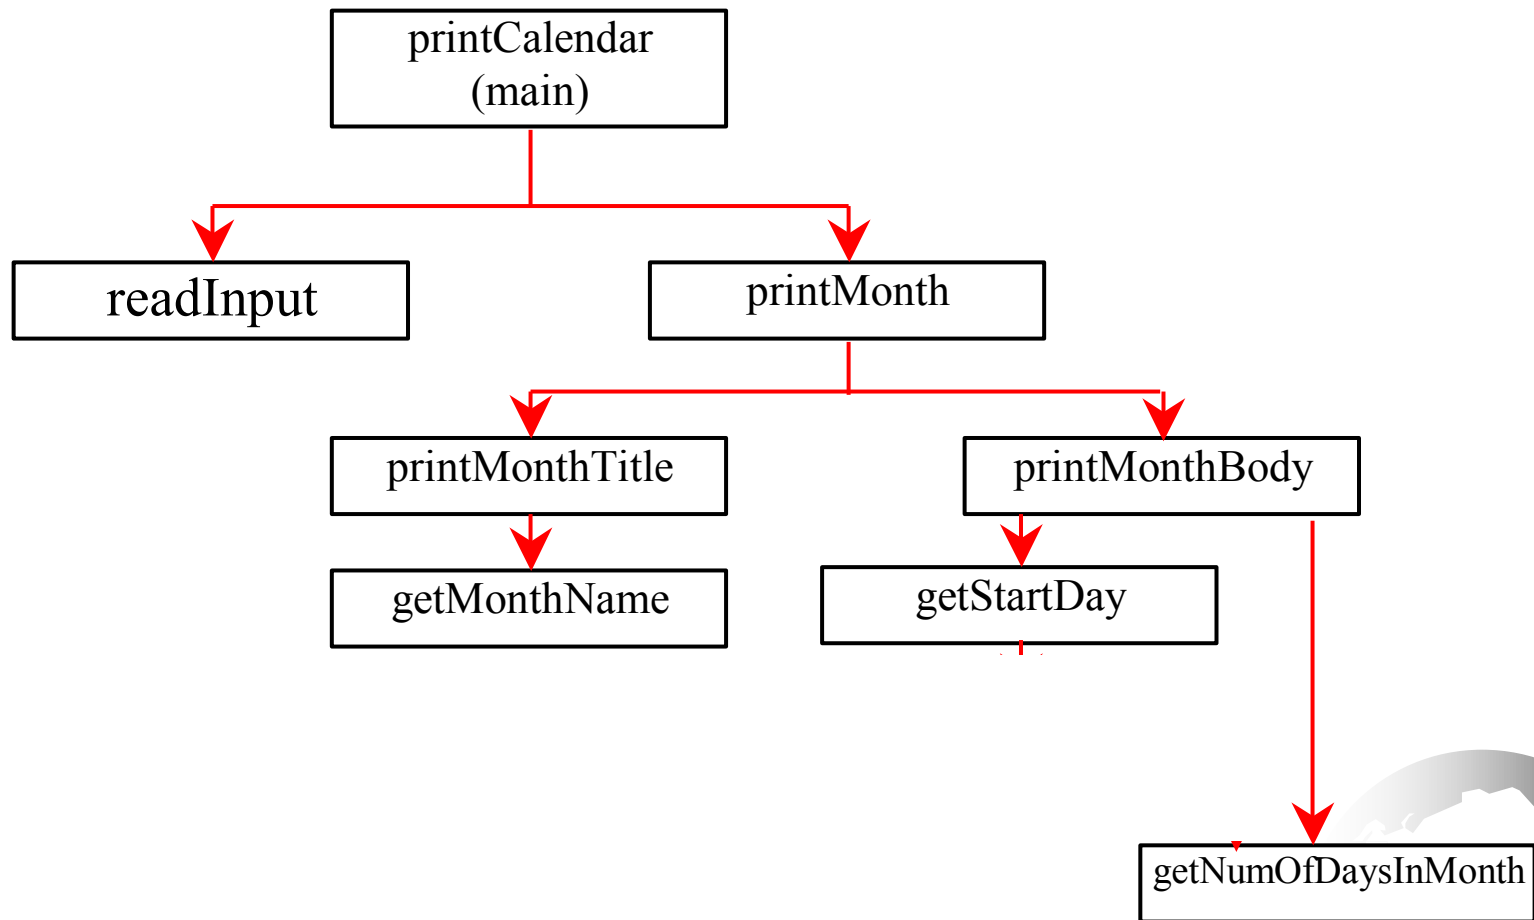 printCalendar
(main)
readInput
printMonth
printMonthTitle
printMonthBody
getMonthName
getStartDay
getNumOfDaysInMonth